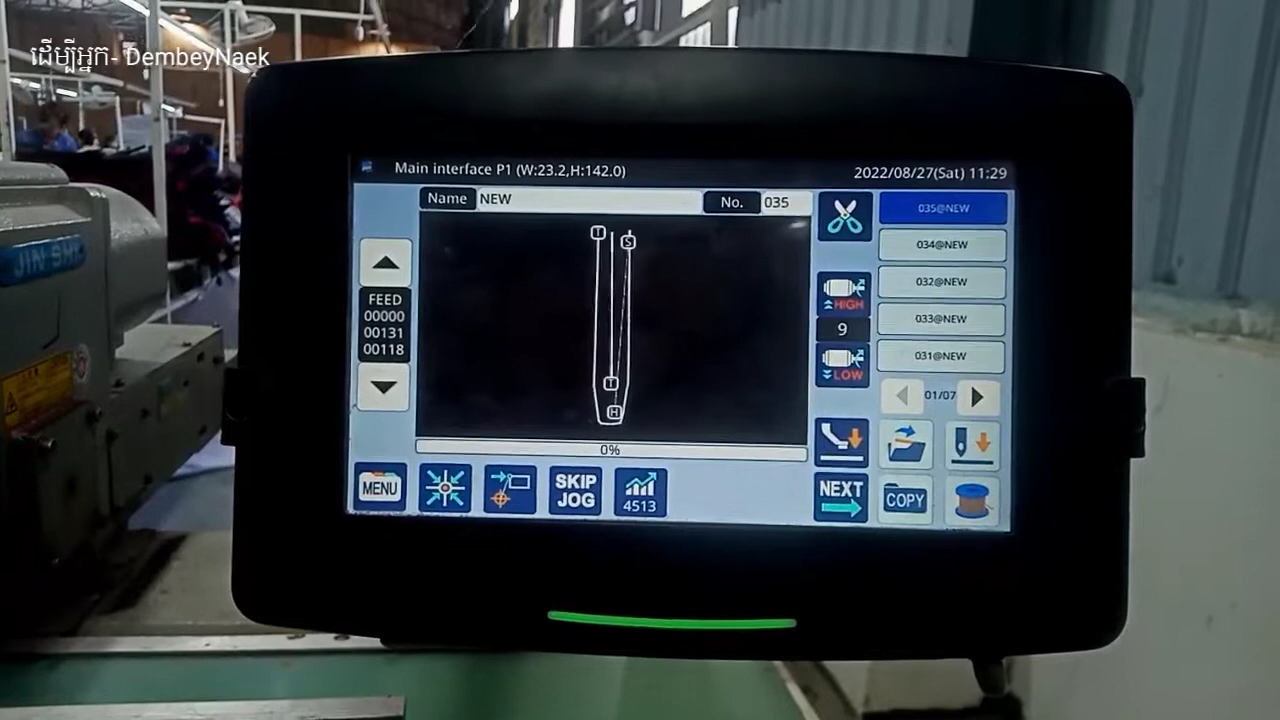 ដើម្បីអ្នក- DembeyNaek
Main interface P1 (W:23.2,H:142.0)
2022/08/27(Sat) 11:29
Name NEW
No. 035
T
S
T
H
0%
FEED
00000
00131
00118
HIGH
9
LOW
035@NEW
034@NEW
032@NEW
033@NEW
031@NEW
01/07
MENU
SKIP
JOG
4513
NEXT
COPY
JIN SHI